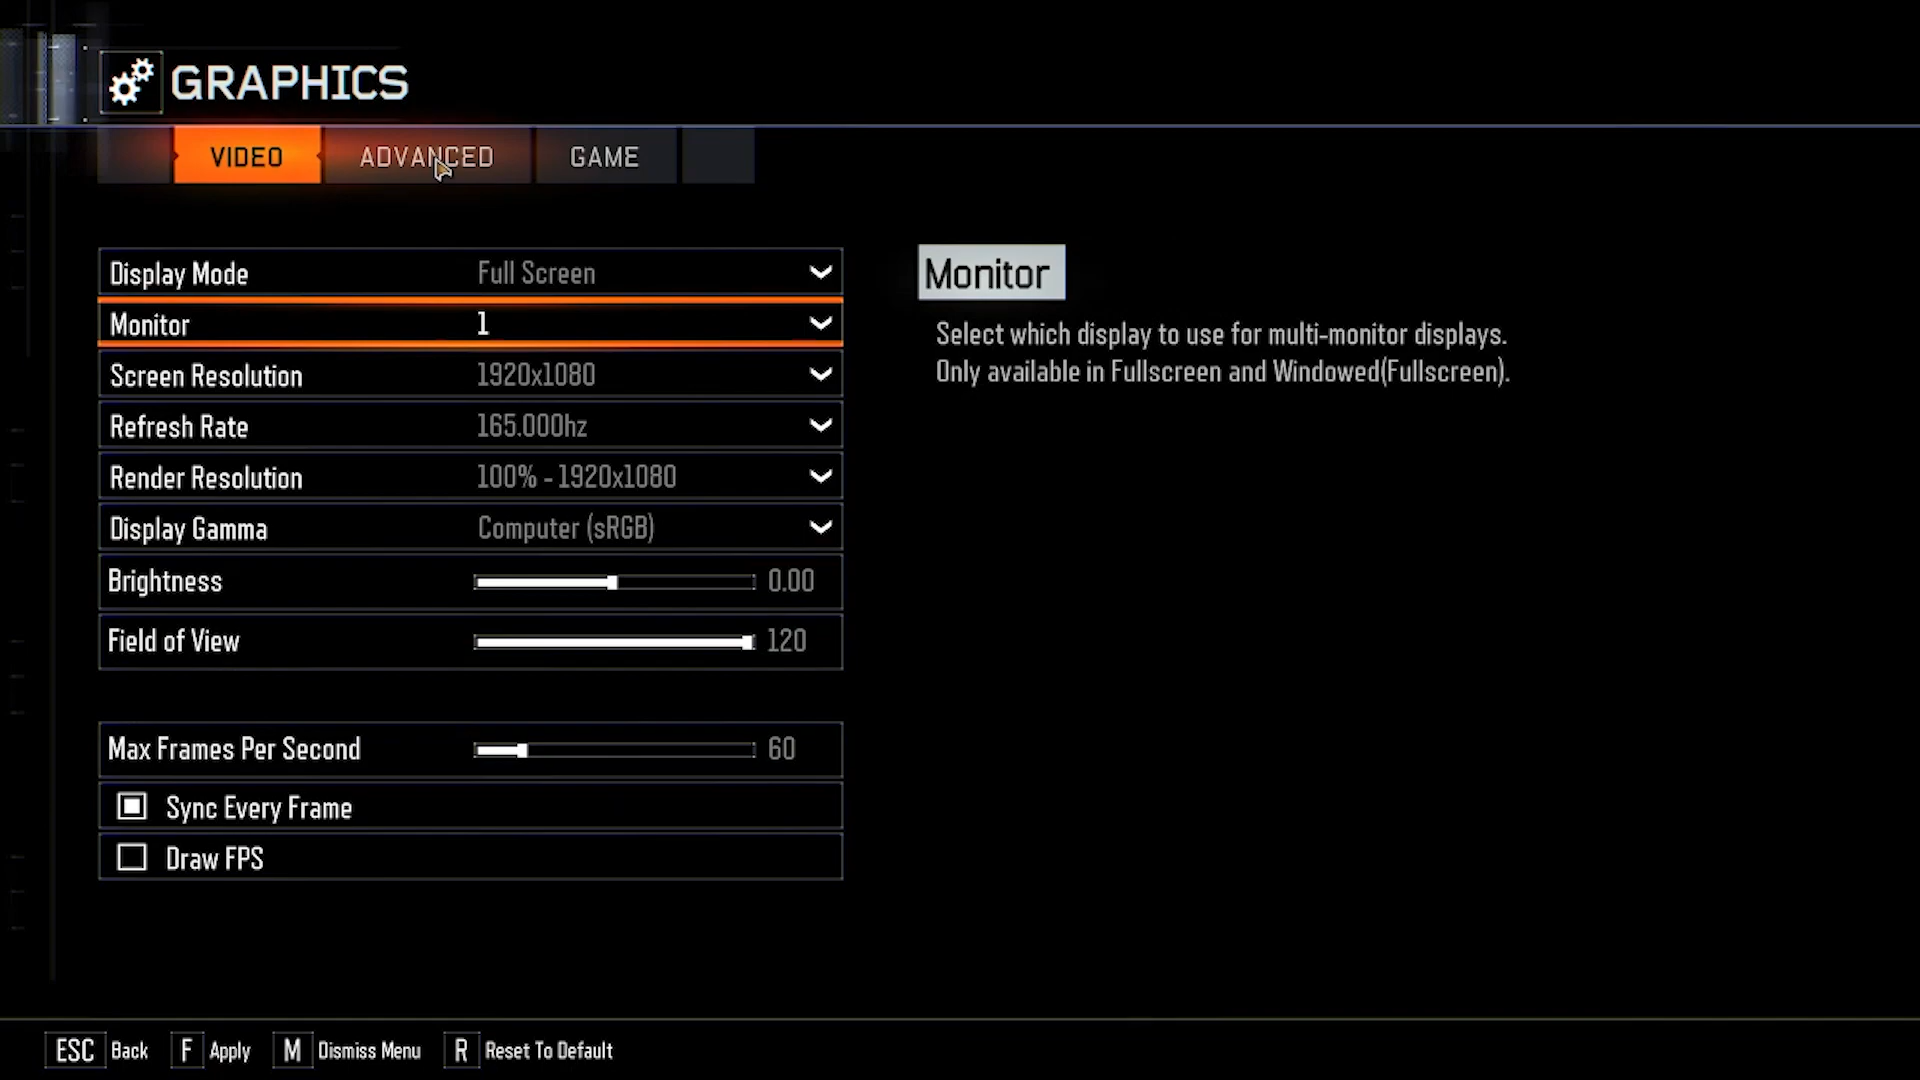 GRAPHICS
VIDEO ADVANCED GAME
Display Mode Full Screen
Monitor 1
Screen Resolution 1920x1080
Refresh Rate 165.000hz
Render Resolution 100% - 1920x1080
Display Gamma Computer (sRGB)
Brightness 0.00
Field of View 120
Max Frames Per Second 60
Sync Every Frame
Draw FPS
Monitor
Select which display to use for multi-monitor displays.
Only available in Fullscreen and Windowed(Fullscreen).
ESC Back F Apply M Dismiss Menu R Reset To Default